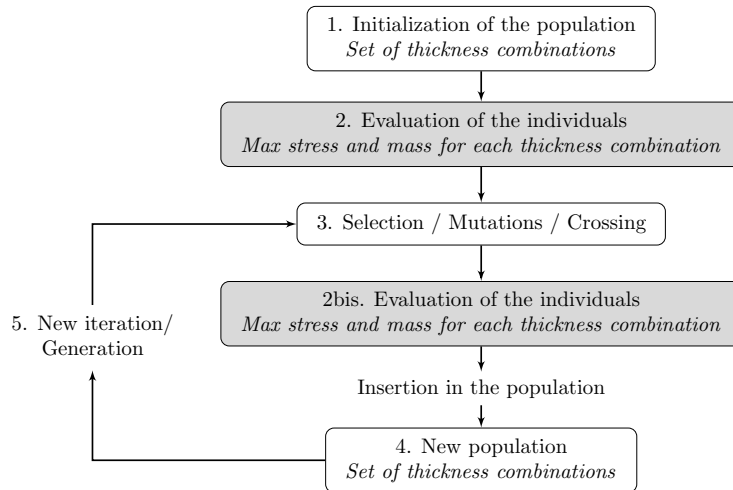 1. Initialization of the population
Set of thickness combinations
2. Evaluation of the individuals
Max stress and mass for each thickness combination
3. Selection / Mutations / Crossing
2bis. Evaluation of the individuals
Max stress and mass for each thickness combination
5. New iteration/
Generation
Insertion in the population
4. New population
Set of thickness combinations